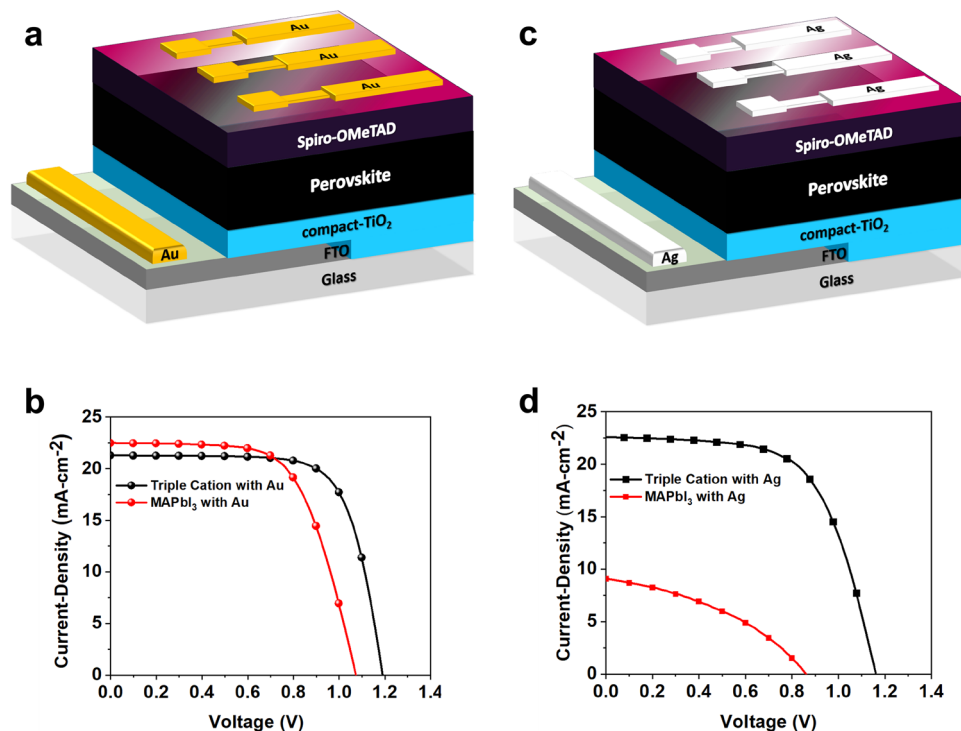 a
Au
Au
Au
Spiro-OMeTAD
Perovskite
compact-TiO₂
FTO
Au
Glass
c
Ag
Ag
Ag
Spiro-OMeTAD
Perovskite
compact-TiO₂
FTO
Ag
Glass
b
Current-Density (mA-cm⁻²)
25
20
15
10
5
0
Triple Cation with Au
MAPbI₃ with Au
0.0 0.2 0.4 0.6 0.8 1.0 1.2 1.4
Voltage (V)
d
Current-Density (mA-cm⁻²)
25
20
15
10
5
0
Triple Cation with Ag
MAPbI₃ with Ag
0.0 0.2 0.4 0.6 0.8 1.0 1.2 1.4
Voltage (V)